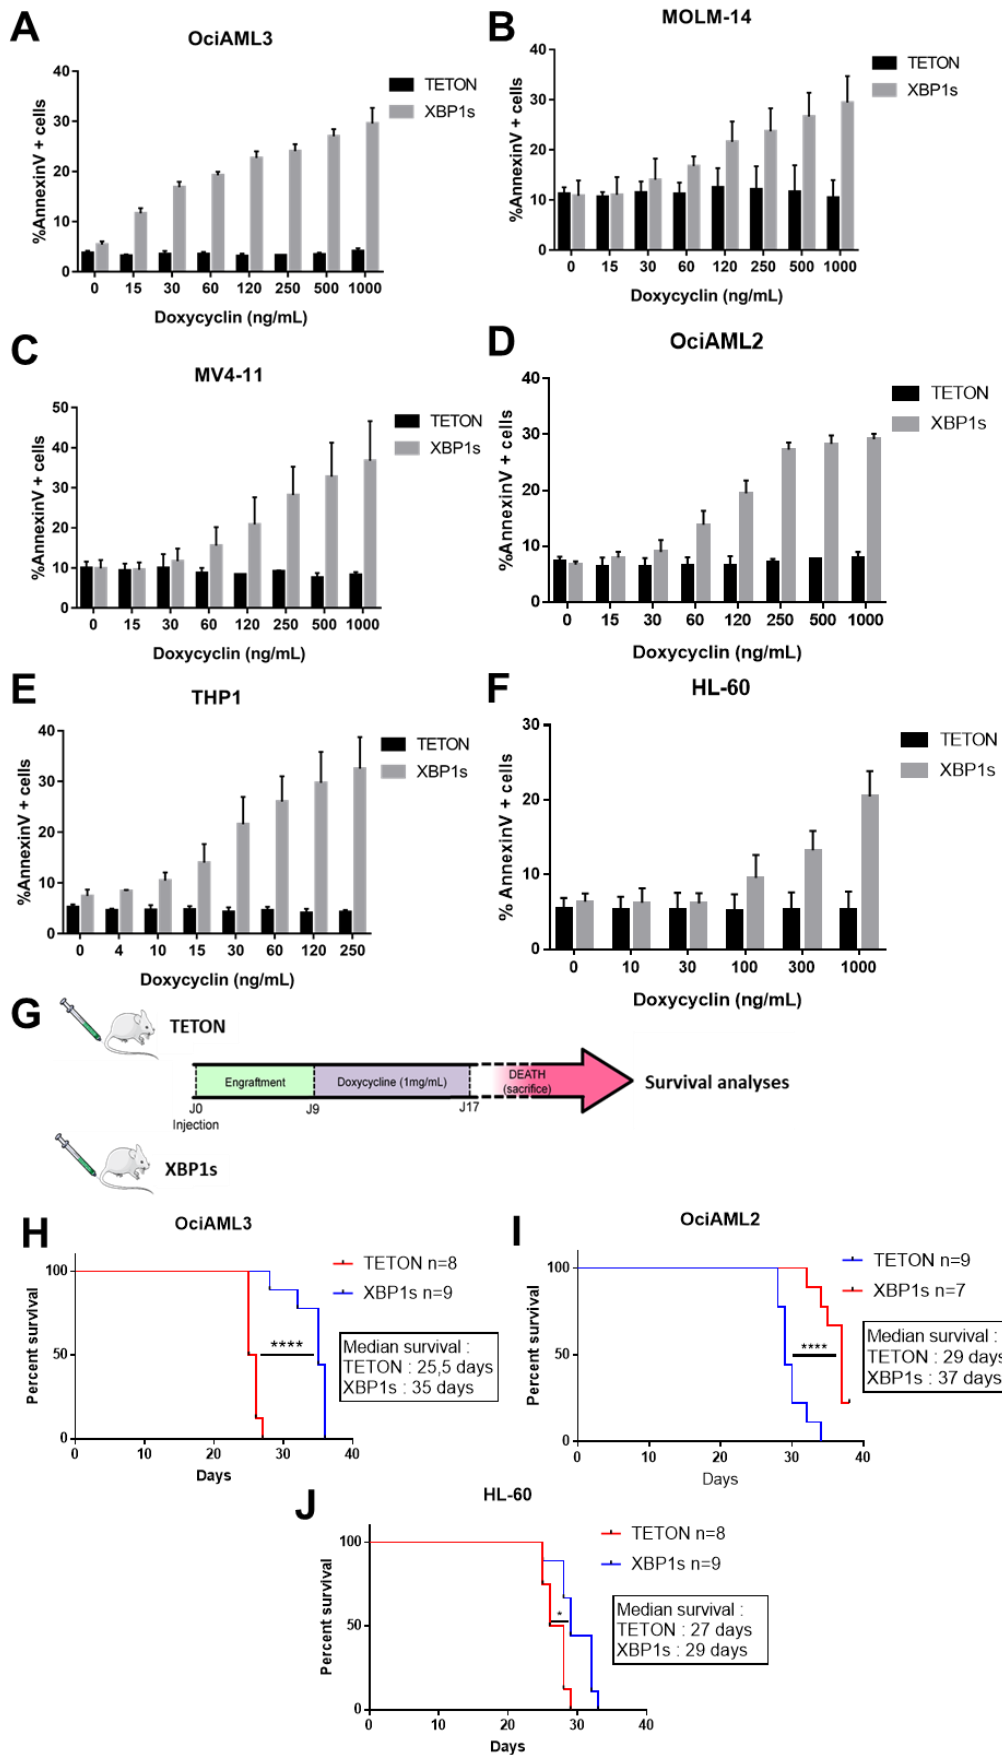 A
OciAML3
40
30
20
10
0
%AnnexinV + cells
0 15 30 60 120 250 500 1000
Doxycyclin (ng/mL)
TETON
XBP1s
B
MOLM-14
40
30
20
10
0
%AnnexinV + cells
0 15 30 60 120 250 500 1000
Doxycyclin (ng/mL)
TETON
XBP1s
C
MV4-11
50
40
30
20
10
0
%AnnexinV + cells
0 15 30 60 120 250 500 1000
Doxycyclin (ng/mL)
TETON
XBP1s
D
OciAML2
40
30
20
10
0
%AnnexinV + cells
0 15 30 60 120 250 500 1000
Doxycyclin (ng/mL)
TETON
XBP1s
E
THP1
40
30
20
10
0
%AnnexinV + cells
0 4 10 15 30 60 120 250
Doxycyclin (ng/mL)
TETON
XBP1s
F
HL-60
30
20
10
0
% AnnexinV + cells
0 10 30 100 300 1000
Doxycyclin (ng/mL)
TETON
XBP1s
G
TETON
Engraftment
Doxycycline (1mg/mL)
DEATH
(sacrifice)
Survival analyses
J0
J9
J17
Injection
XBP1s
H
OciAML3
100
50
0
Percent survival
0 10 20 30 40
Days
****
TETON n=8
XBP1s n=9
Median survival :
TETON : 25,5 days
XBP1s : 35 days
I
OciAML2
100
50
0
Percent survival
0 10 20 30 40
Days
****
TETON n=9
XBP1s n=7
Median survival :
TETON : 29 days
XBP1s : 37 days
J
HL-60
100
50
0
Percent survival
0 10 20 30 40
Days
*
TETON n=8
XBP1s n=9
Median survival :
TETON : 27 days
XBP1s : 29 days